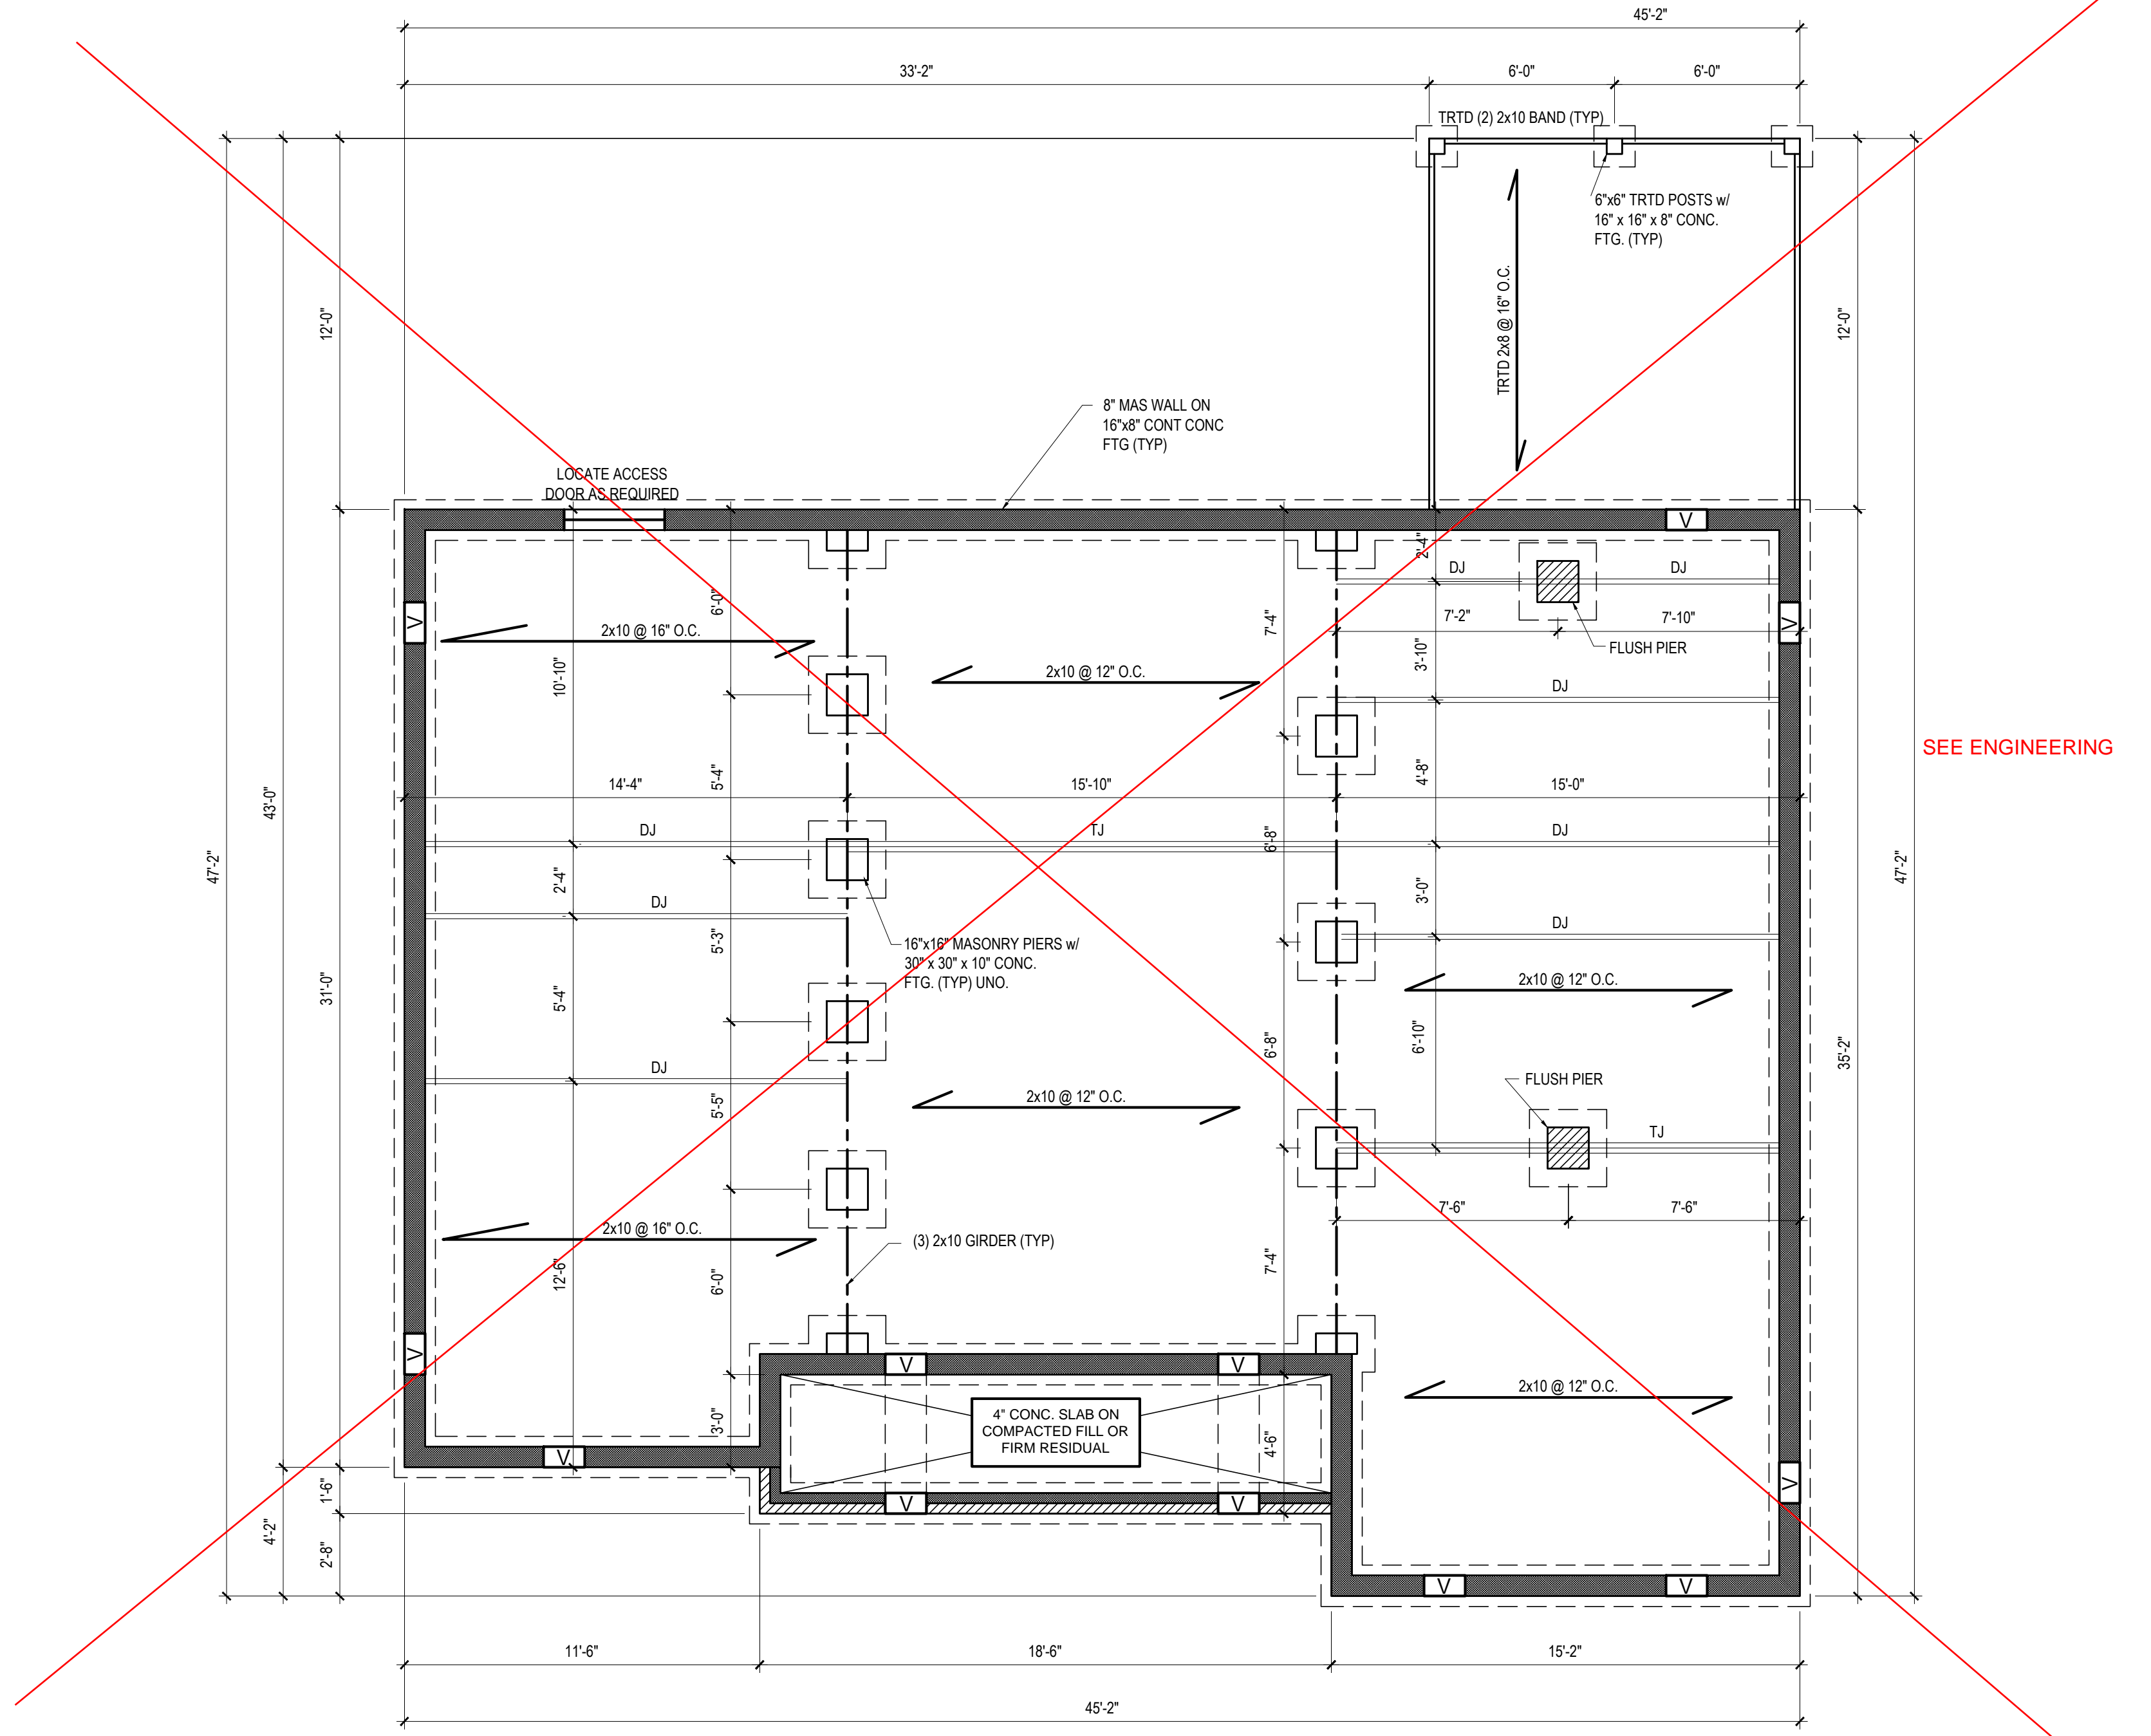 45'-2"
33'-2"
6'-0"
6'-0"
TRTD (2) 2x10 BAND (TYP)
6"x6" TRTD POSTS w/
16" x 16" x 8" CONC.
FTG. (TYP)
TRTD 2x8 @ 16" O.C.
12'-0"
12'-0"
8" MAS WALL ON
16"x8" CONT CONC
FTG (TYP)
LOCATE ACCESS
DOOR AS REQUIRED
V
2'-4"
DJ
DJ
6'-0"
7'-4"
7'-2"
7'-10"
V
V
2x10 @ 16" O.C.
FLUSH PIER
3'-10"
10'-10"
2x10 @ 12" O.C.
DJ
SEE ENGINEERING
5'-4"
4'-8"
14'-4"
15'-10"
15'-0"
43'-0"
47'-2"
47'-2"
DJ
TJ
DJ
6'-8"
2'-4"
3'-0"
DJ
DJ
5'-3"
16"x16" MASONRY PIERS w/
30" x 30" x 10" CONC.
FTG. (TYP) UNO.
31'-0"
5'-4"
2x10 @ 12" O.C.
6'-8"
6'-10"
35'-2"
DJ
FLUSH PIER
5'-5"
2x10 @ 12" O.C.
TJ
7'-6"
7'-6"
2x10 @ 16" O.C.
(3) 2x10 GIRDER (TYP)
12'-6"
6'-0"
7'-4"
V
V
V
2x10 @ 12" O.C.
4" CONC. SLAB ON
COMPACTED FILL OR
FIRM RESIDUAL
3'-0"
4'-6"
V
V
1'-6"
V
V
4'-2"
2'-8"
V
V
11'-6"
18'-6"
15'-2"
45'-2"